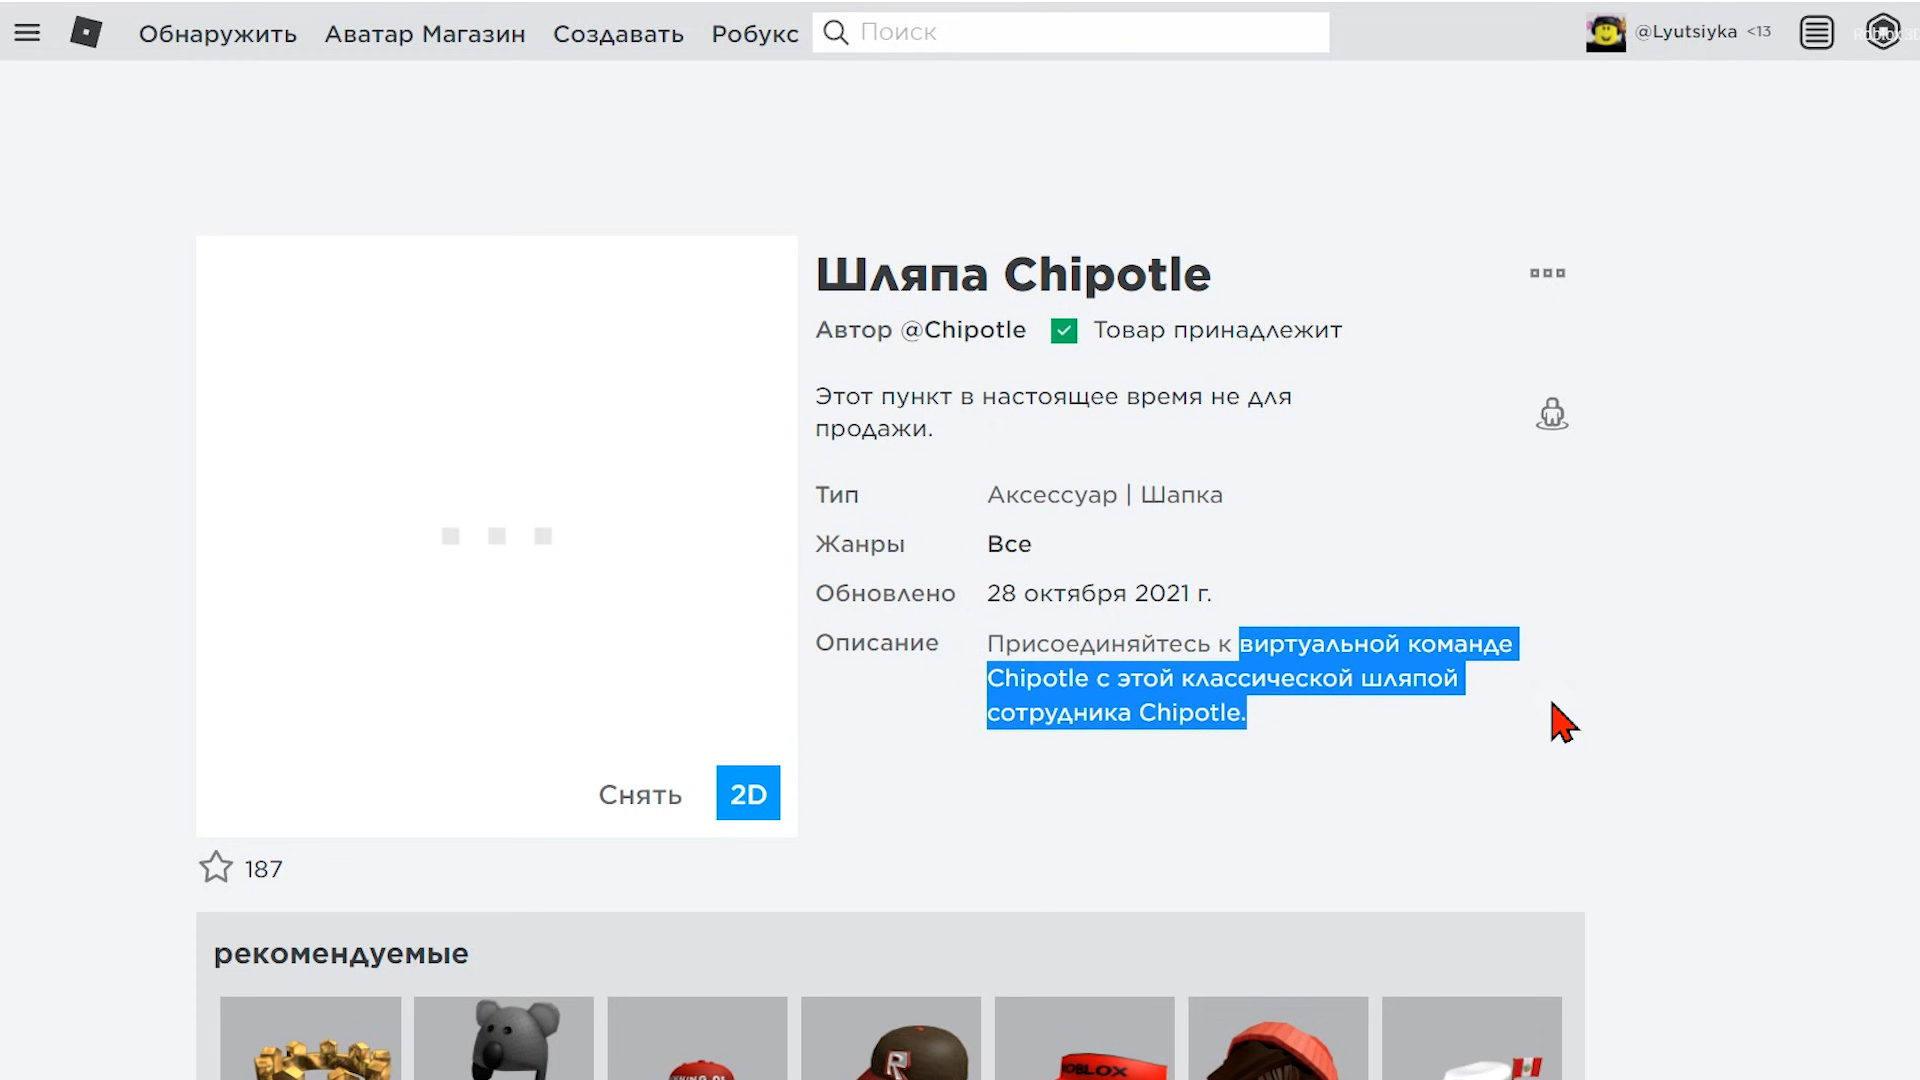 Обнаружить Аватар Магазин Создавать Робукс Поиск @Lyutsiyka <13
Шляпа Chipotle
Автор @Chipotle Товар принадлежит
Этот пункт в настоящее время не для
продажи.
Тип Аксессуар | Шапка
Жанры Все
Обновлено 28 октября 2021 г.
Описание Присоединяйтесь к виртуальной команде
Chipotle с этой классической шляпой
сотрудника Chipotle.
Снять 2D
187
рекомендуемые
R
ROBLOX